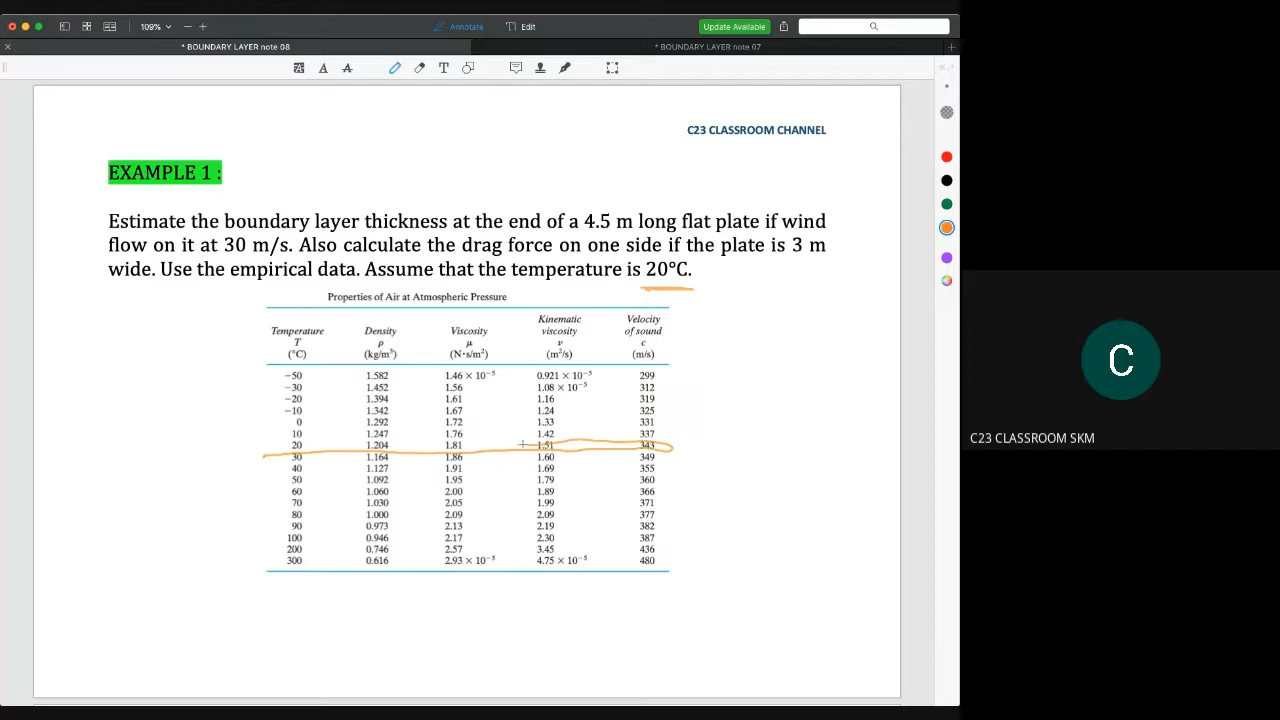 109%
Annotate
Edit
Update Available
* BOUNDARY LAYER note 08
* BOUNDARY LAYER note 07
C23 CLASSROOM CHANNEL
EXAMPLE 1 :
Estimate the boundary layer thickness at the end of a 4.5 m long flat plate if wind
flow on it at 30 m/s. Also calculate the drag force on one side if the plate is 3 m
wide. Use the empirical data. Assume that the temperature is 20°C.
Properties of Air at Atmospheric Pressure
Kinematic Velocity
Temperature Density Viscosity viscosity of sound
T ρ μ ν c
(°C) (kg/m³) (N·s/m²) (m²/s) (m/s)
−50 1.582 1.46 × 10⁻⁵ 0.921 × 10⁻⁵ 299
−30 1.452 1.56 1.08 × 10⁻⁵ 312
−20 1.394 1.61 1.16 319
−10 1.342 1.67 1.24 325
0 1.292 1.72 1.33 331
10 1.247 1.76 1.42 337
20 1.204 1.81 1.51 343
30 1.164 1.86 1.60 349
40 1.127 1.91 1.69 355
50 1.092 1.95 1.79 360
60 1.060 2.00 1.89 366
70 1.030 2.05 1.99 371
80 1.000 2.09 2.09 377
90 0.973 2.13 2.19 382
100 0.946 2.17 2.30 387
200 0.746 2.57 3.45 436
300 0.616 2.93 × 10⁻⁵ 4.75 × 10⁻⁵ 480
C
C23 CLASSROOM SKM